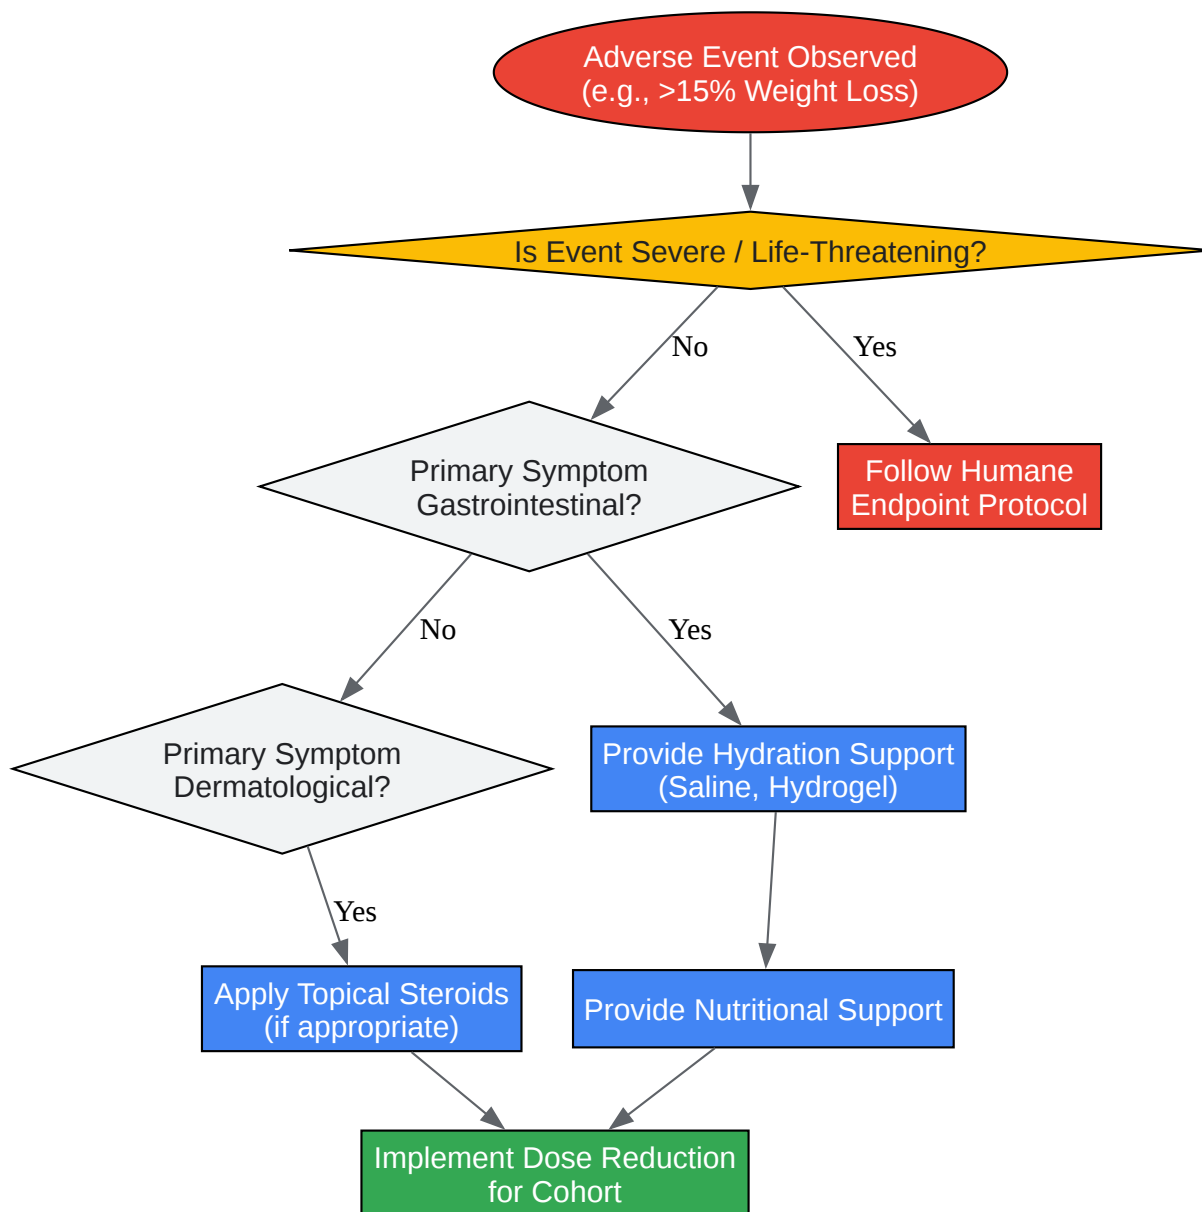 Adverse Event Observed
(e.g., >15% Weight Loss)
Is Event Severe / Life-Threatening?
No
Yes
Primary Symptom
Gastrointestinal?
Follow Humane
Endpoint Protocol
No
Yes
Primary Symptom
Dermatological?
Provide Hydration Support
(Saline, Hydrogel)
Yes
Apply Topical Steroids
(if appropriate)
Provide Nutritional Support
Implement Dose Reduction
for Cohort